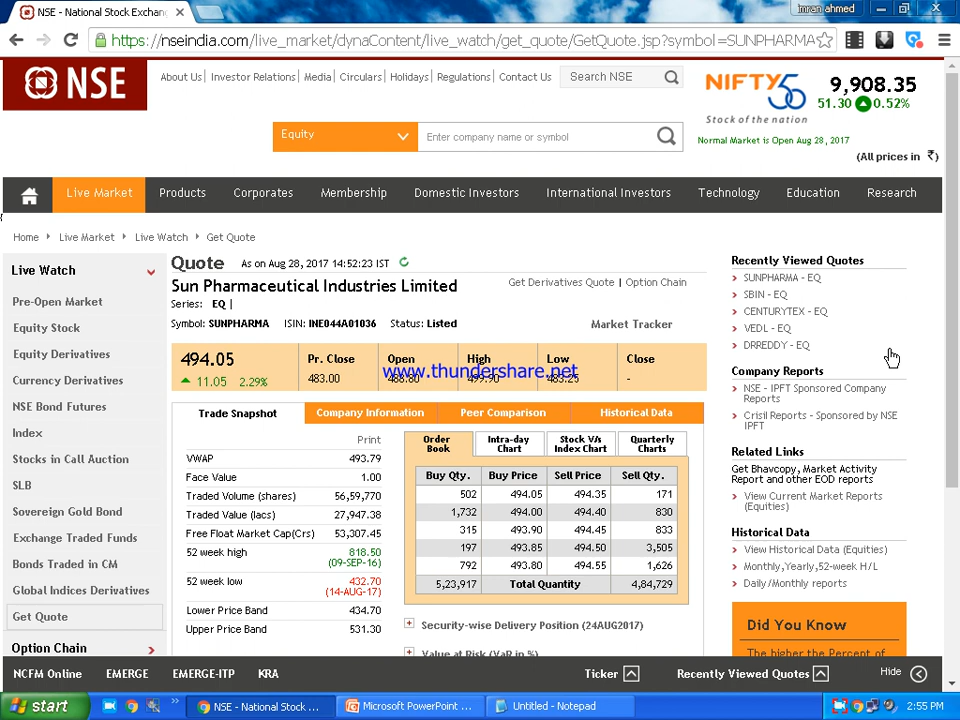 NSE - National Stock Exchan
imran ahmed
https://nseindia.com/live_market/dynaContent/live_watch/get_quote/GetQuote.jsp?symbol=SUNPHARMA
NSE
About Us | Investor Relations | Media | Circulars | Holidays | Regulations | Contact Us
Search NSE
NIFTY 50
Stock of the nation
9,908.35
51.30 0.52%
Normal Market is Open Aug 28, 2017
(All prices in ₹)
Equity
Enter company name or symbol
Live Market Products Corporates Membership Domestic Investors International Investors Technology Education Research
Home Live Market Live Watch Get Quote
Live Watch
Pre-Open Market
Equity Stock
Equity Derivatives
Currency Derivatives
NSE Bond Futures
Index
Stocks in Call Auction
SLB
Sovereign Gold Bond
Exchange Traded Funds
Bonds Traded in CM
Global Indices Derivatives
Get Quote
Option Chain
Quote As on Aug 28, 2017 14:52:23 IST
Sun Pharmaceutical Industries Limited
Get Derivatives Quote | Option Chain
Series: EQ |
Symbol: SUNPHARMA ISIN: INE044A01036 Status: Listed
Market Tracker
494.05
11.05 2.29%
Pr. Close Open High Low Close
483.00 488.80 499.90 483.25 -
www.thundershare.net
Trade Snapshot Company Information Peer Comparison Historical Data
Print
VWAP 493.79
Face Value 1.00
Traded Volume (shares) 56,59,770
Traded Value (lacs) 27,947.38
Free Float Market Cap(Crs) 53,307.45
52 week high 818.50
(09-SEP-16)
52 week low 432.70
(14-AUG-17)
Lower Price Band 434.70
Upper Price Band 531.30
Order Book
Intra-day Chart
Stock V/s Index Chart
Quarterly Charts
Buy Qty. Buy Price Sell Price Sell Qty.
502 494.05 494.35 171
1,732 494.00 494.40 830
315 493.90 494.45 833
197 493.85 494.50 3,505
792 493.80 494.55 1,626
5,23,917 Total Quantity 4,84,729
Security-wise Delivery Position (24AUG2017)
Value at Risk (VaR in %)
Recently Viewed Quotes
SUNPHARMA - EQ
SBIN - EQ
CENTURYTEX - EQ
VEDL - EQ
DRREDDY - EQ
Company Reports
NSE - IPFT Sponsored Company
Reports
Crisil Reports - Sponsored by NSE
IPFT
Related Links
Get Bhavcopy, Market Activity
Report and other EOD reports
View Current Market Reports
(Equities)
Historical Data
View Historical Data (Equities)
Monthly,Yearly,52-week H/L
Daily/Monthly reports
Did You Know
The higher the Percent of
NCFM Online EMERGE EMERGE-ITP KRA Ticker Recently Viewed Quotes Hide
start
NSE - National Stock ...
Microsoft PowerPoint ...
Untitled - Notepad
2:55 PM